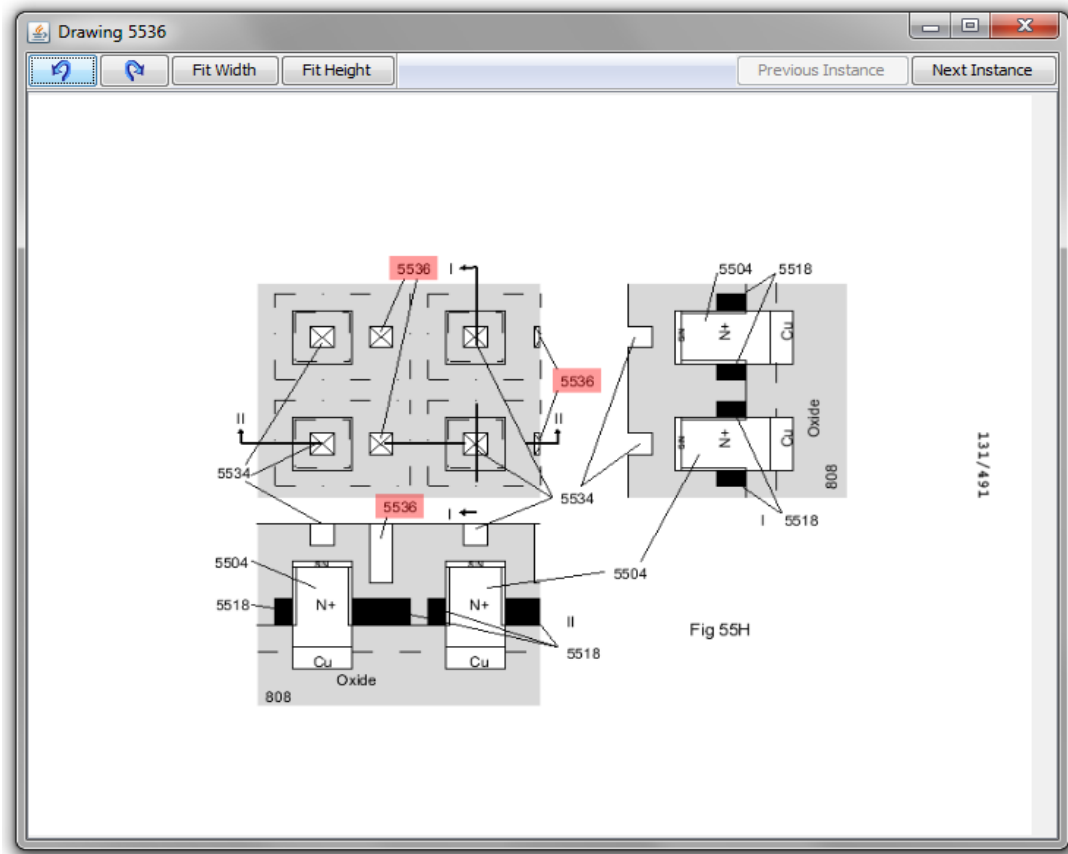 Drawing 5536
Fit Width Fit Height Previous Instance Next Instance
5536 I 5504 5518
N+ Cu
5536
II II
Oxide
N+ Cu
5534 808
131/491
5536 I 5534 I 5518
5504 5504
5518 N+ N+ II
5518 Fig 55H
Cu Cu
Oxide
808